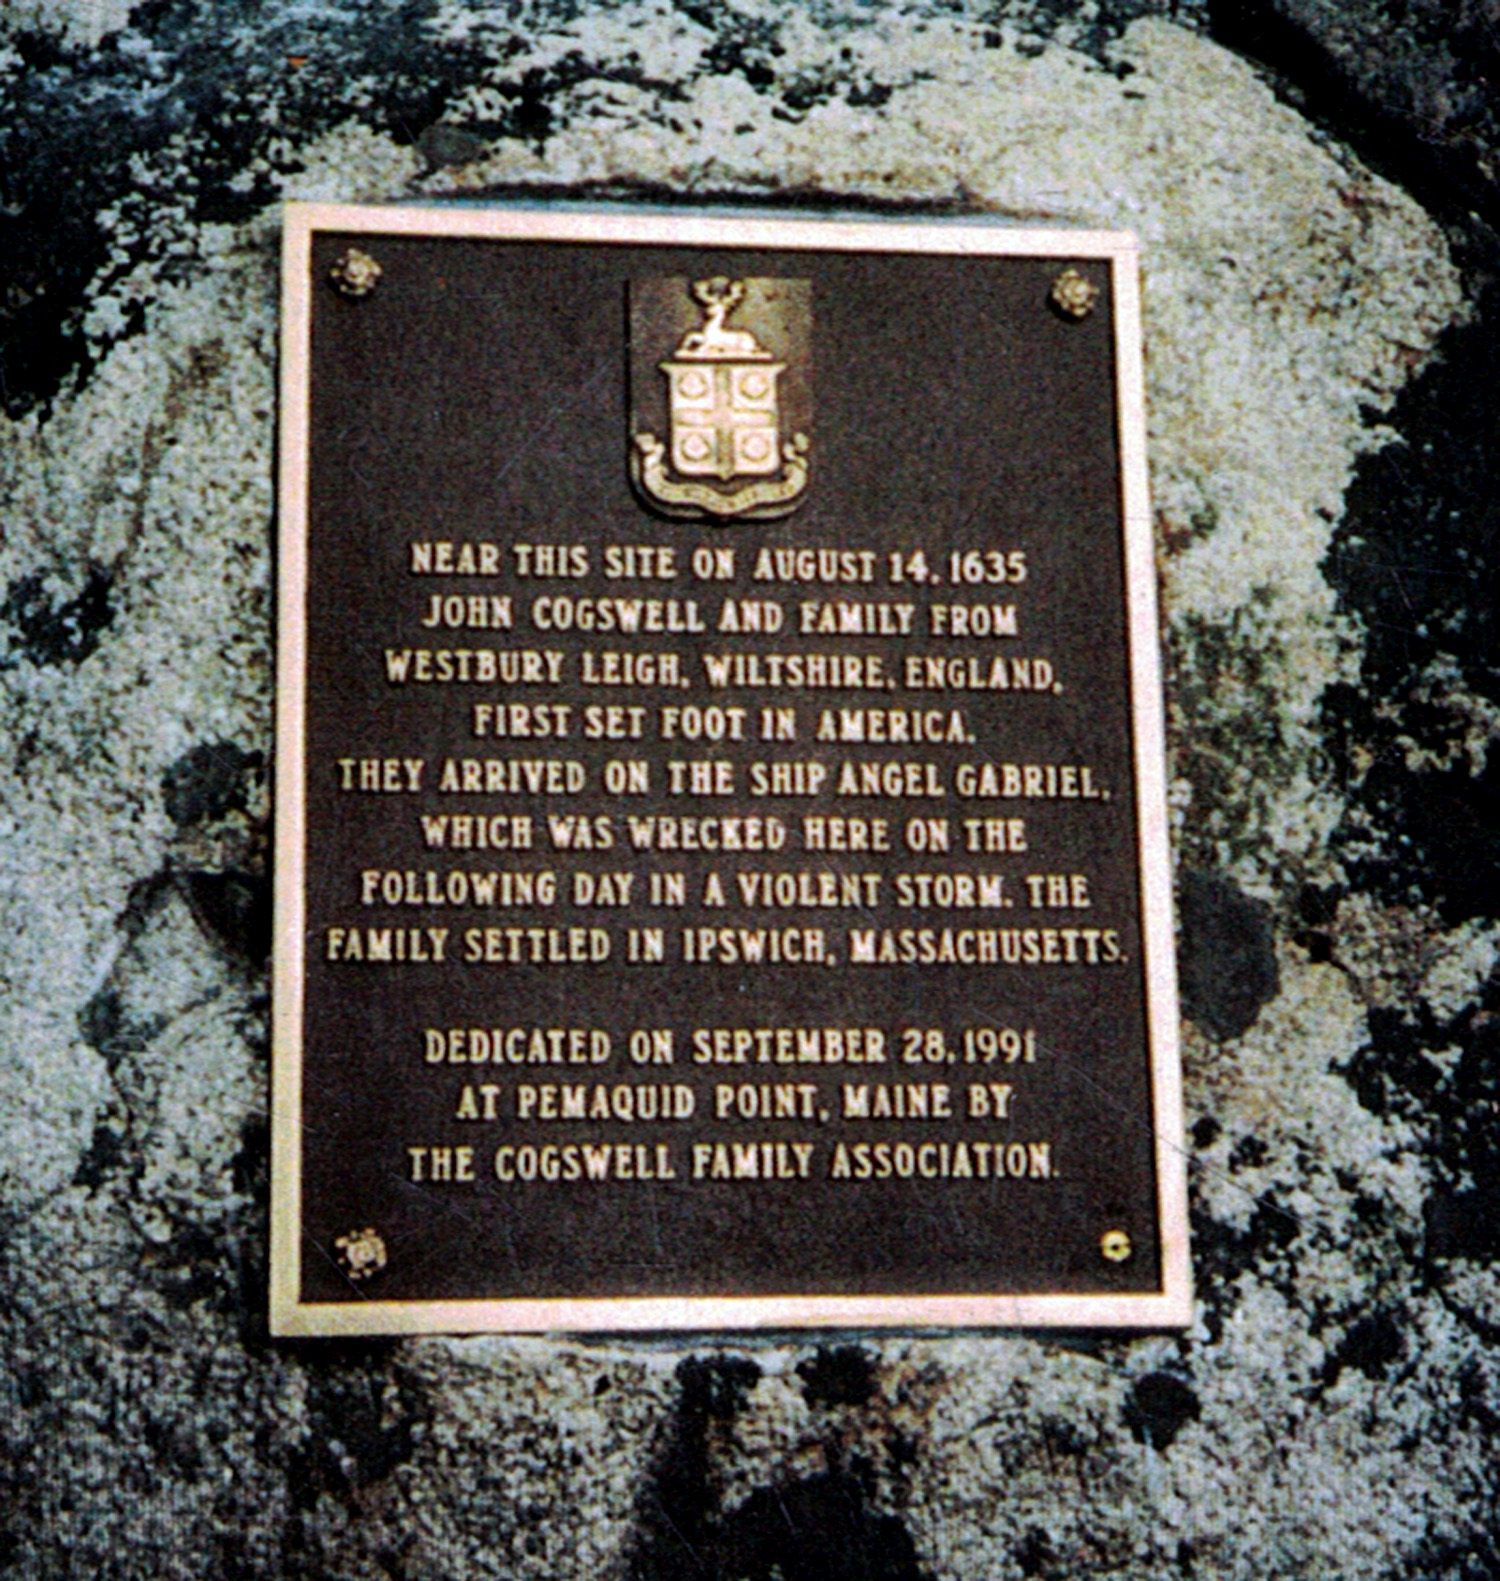 NEAR THIS SITE ON AUGUST 14, 1635
JOHN COGSWELL AND FAMILY FROM
WESTBURY LEIGH, WILTSHIRE, ENGLAND,
FIRST SET FOOT IN AMERICA.
THEY ARRIVED ON THE SHIP ANGEL GABRIEL,
WHICH WAS WRECKED HERE ON THE
FOLLOWING DAY IN A VIOLENT STORM. THE
FAMILY SETTLED IN IPSWICH, MASSACHUSETTS.
DEDICATED ON SEPTEMBER 28, 1991
AT PEMAQUID POINT, MAINE BY
THE COGSWELL FAMILY ASSOCIATION.